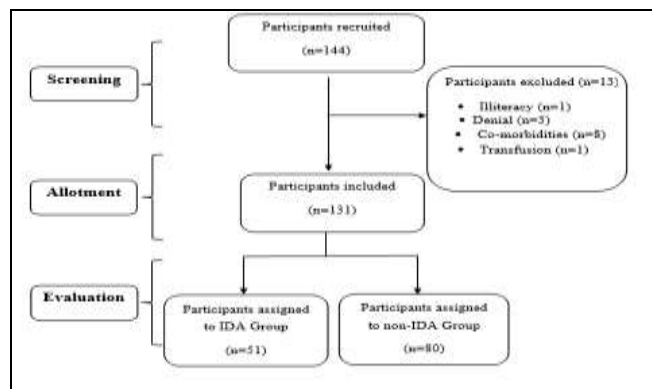 Participants recruited
(n=144)
Screening
Participants excluded (n=13)
• Illiteracy (n=1)
• Denial (n=3)
• Co-morbidities (n=8)
• Transfusion (n=1)
Allotment
Participants included
(n=131)
Evaluation
Participants assigned
to IDA Group
(n=51)
Participants assigned
to non-IDA Group
(n=80)